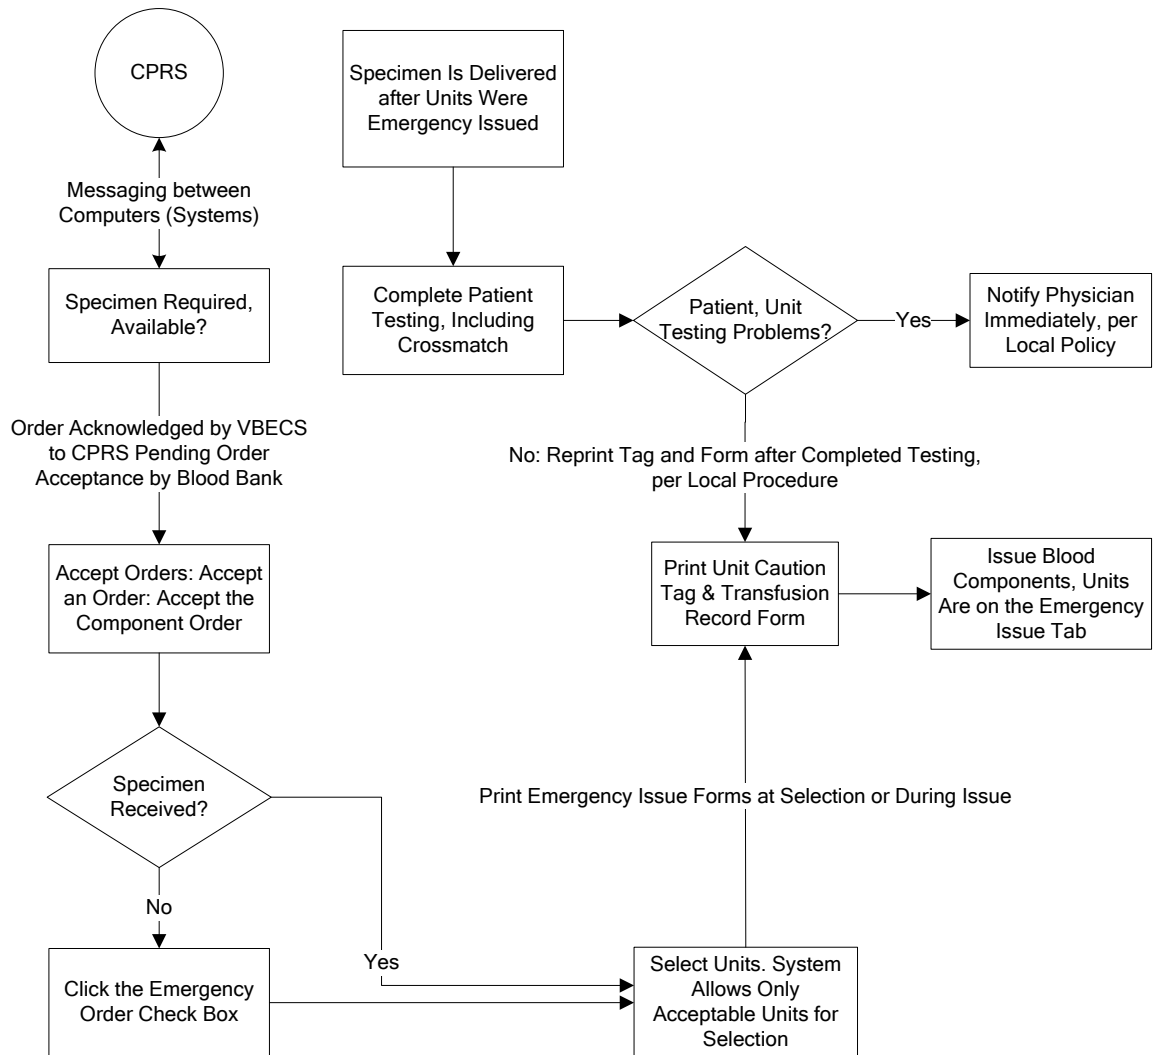 CPRS
Messaging between
Computers (Systems)
Specimen Required,
Available?
Order Acknowledged by VBECS
to CPRS Pending Order
Acceptance by Blood Bank
Accept Orders: Accept
an Order: Accept the
Component Order
Specimen
Received?
No
Yes
Click the Emergency
Order Check Box
Specimen Is Delivered
after Units Were
Emergency Issued
Complete Patient
Testing, Including
Crossmatch
Patient, Unit
Testing Problems?
Yes
Notify Physician
Immediately, per
Local Policy
No: Reprint Tag and Form after Completed Testing,
per Local Procedure
Print Unit Caution
Tag & Transfusion
Record Form
Issue Blood
Components, Units
Are on the Emergency
Issue Tab
Print Emergency Issue Forms at Selection or During Issue
Select Units. System
Allows Only
Acceptable Units for
Selection